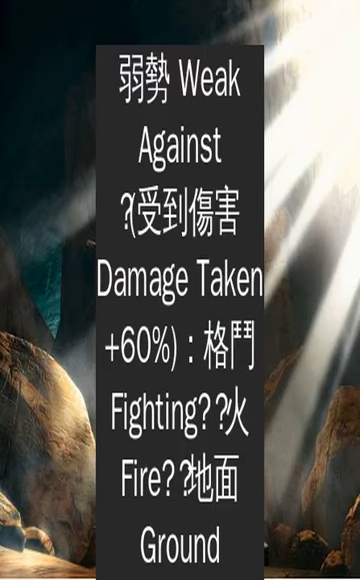 弱勢 Weak
Against
?(受到傷害
Damage Taken
+60%)：格鬥
Fighting? ?火
Fire? ?地面
Ground